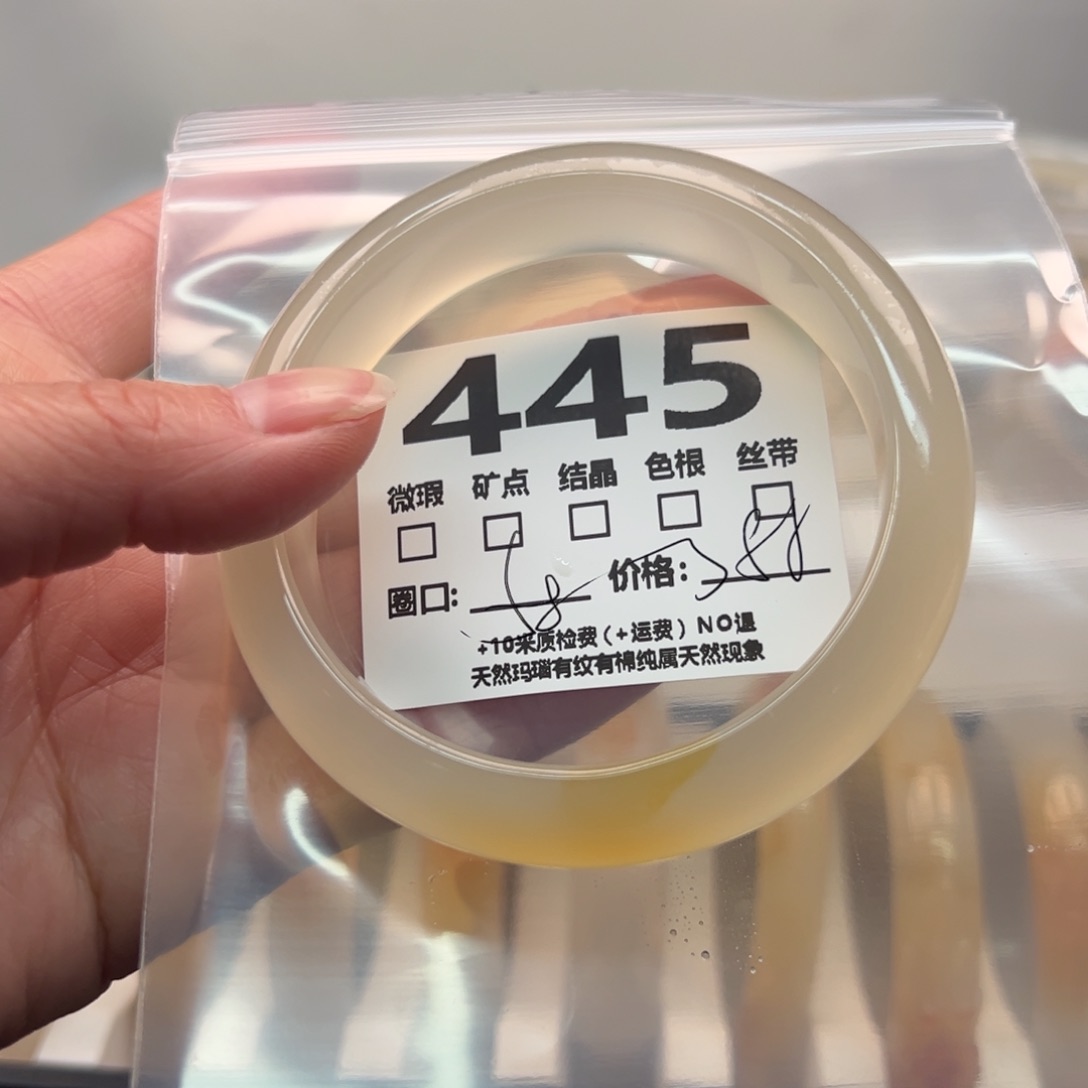 445
微瑕 矿点 结晶 色根 丝带
圈口: 58 价格: 388
+10米质检费(+运费) NO退
天然玛瑙有纹有棉纯属天然现象